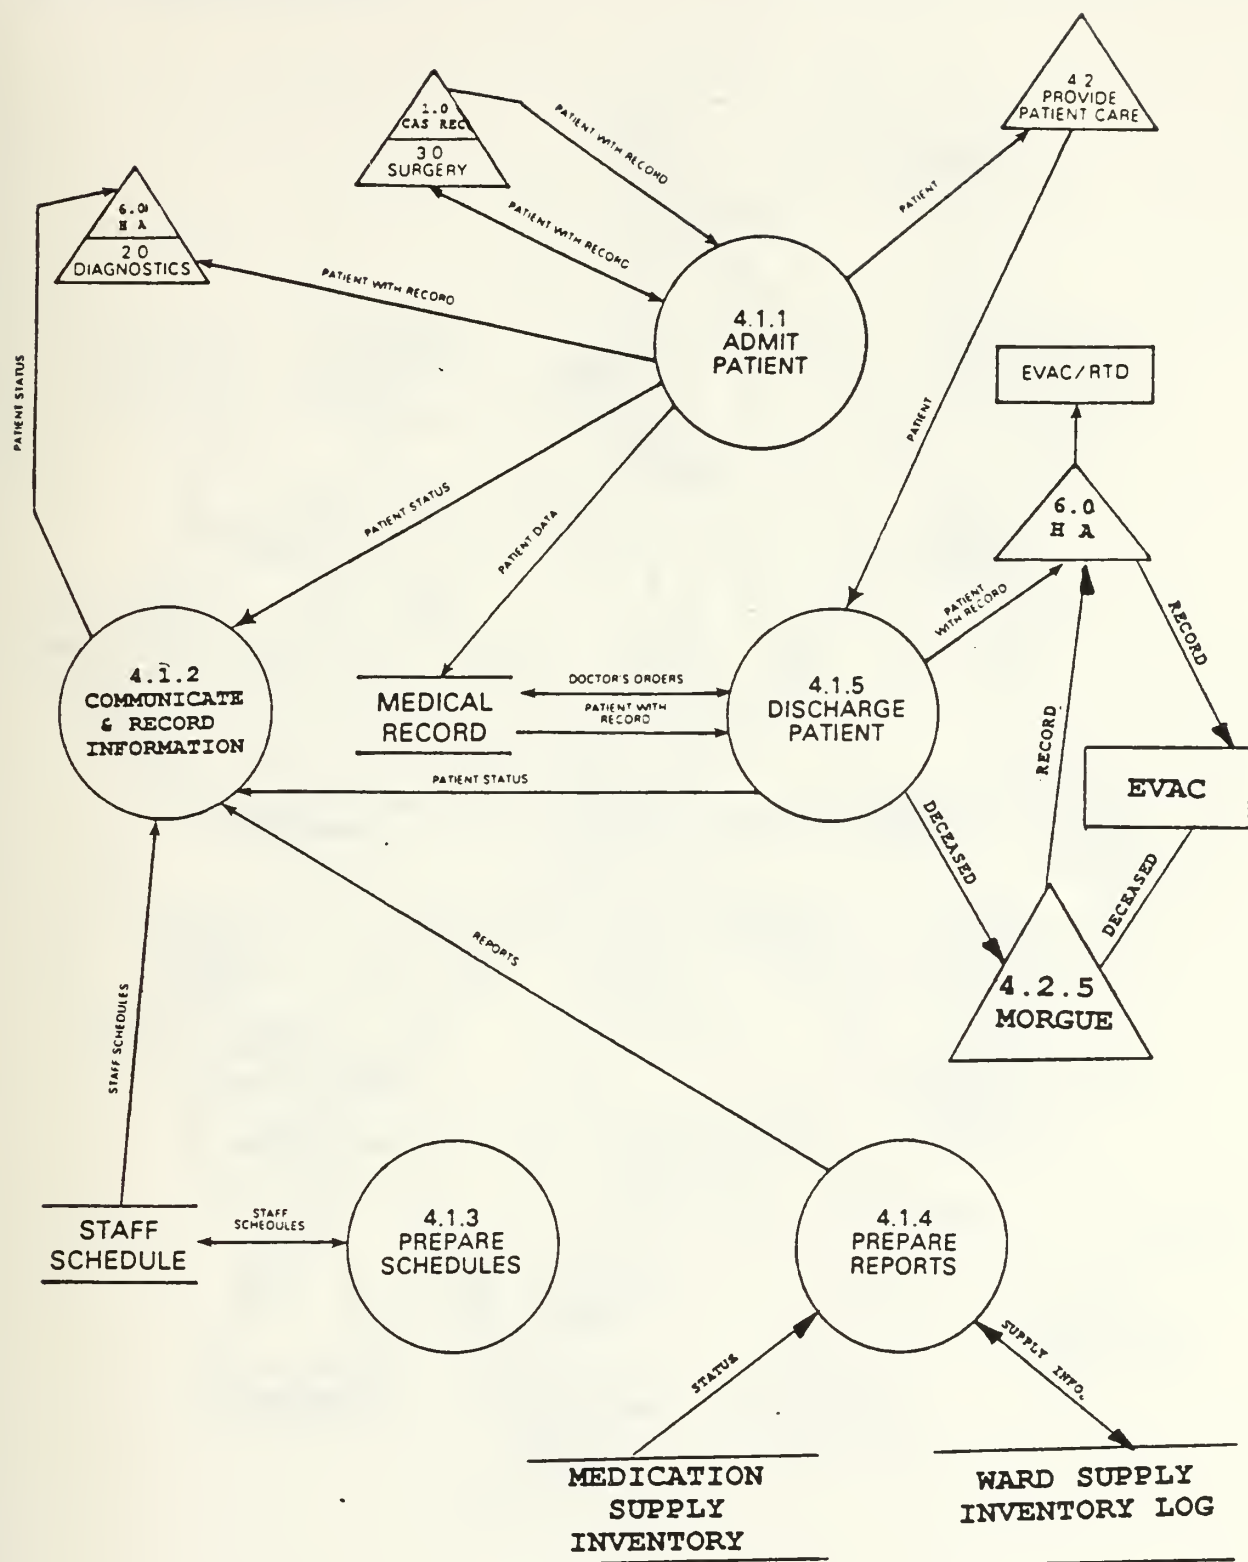 4.2
PROVIDE
PATIENT CARE
1.0
CAS REC
3.0
SURGERY
PATIENT WITH RECORD
PATIENT WITH RECORD
PATIENT
6.0
H A
2.0
DIAGNOSTICS
PATIENT WITH RECORD
4.1.1
ADMIT
PATIENT
EVAC/RTD
PATIENT STATUS
PATIENT
PATIENT STATUS
PATIENT DATA
6.0
H A
PATIENT
WITH RECORD
RECORD
4.1.2
COMMUNICATE
& RECORD
INFORMATION
MEDICAL
RECORD
DOCTOR'S ORDERS
PATIENT WITH
RECORD
4.1.5
DISCHARGE
PATIENT
RECORD
EVAC
PATIENT STATUS
DECEASED
DECEASED
REPORTS
4.2.5
MORGUE
STAFF SCHEDULES
STAFF
SCHEDULE
STAFF
SCHEDULES
4.1.3
PREPARE
SCHEDULES
4.1.4
PREPARE
REPORTS
STATUS
SUPPLY INFO.
MEDICATION
SUPPLY
INVENTORY
WARD SUPPLY
INVENTORY LOG